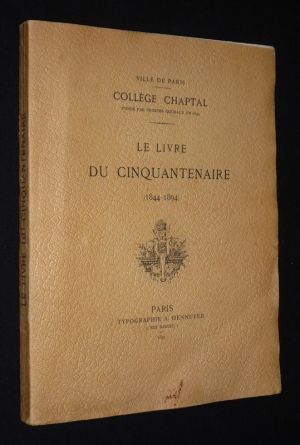 VILLE DE PARIS
COLLÈGE CHAPTAL
LE LIVRE
DU CINQUANTENAIRE
(1844-1894)
PARIS
TYPOGRAPHIE A. HENNUYER
LE LIVRE DU CINQUANTENAIRE